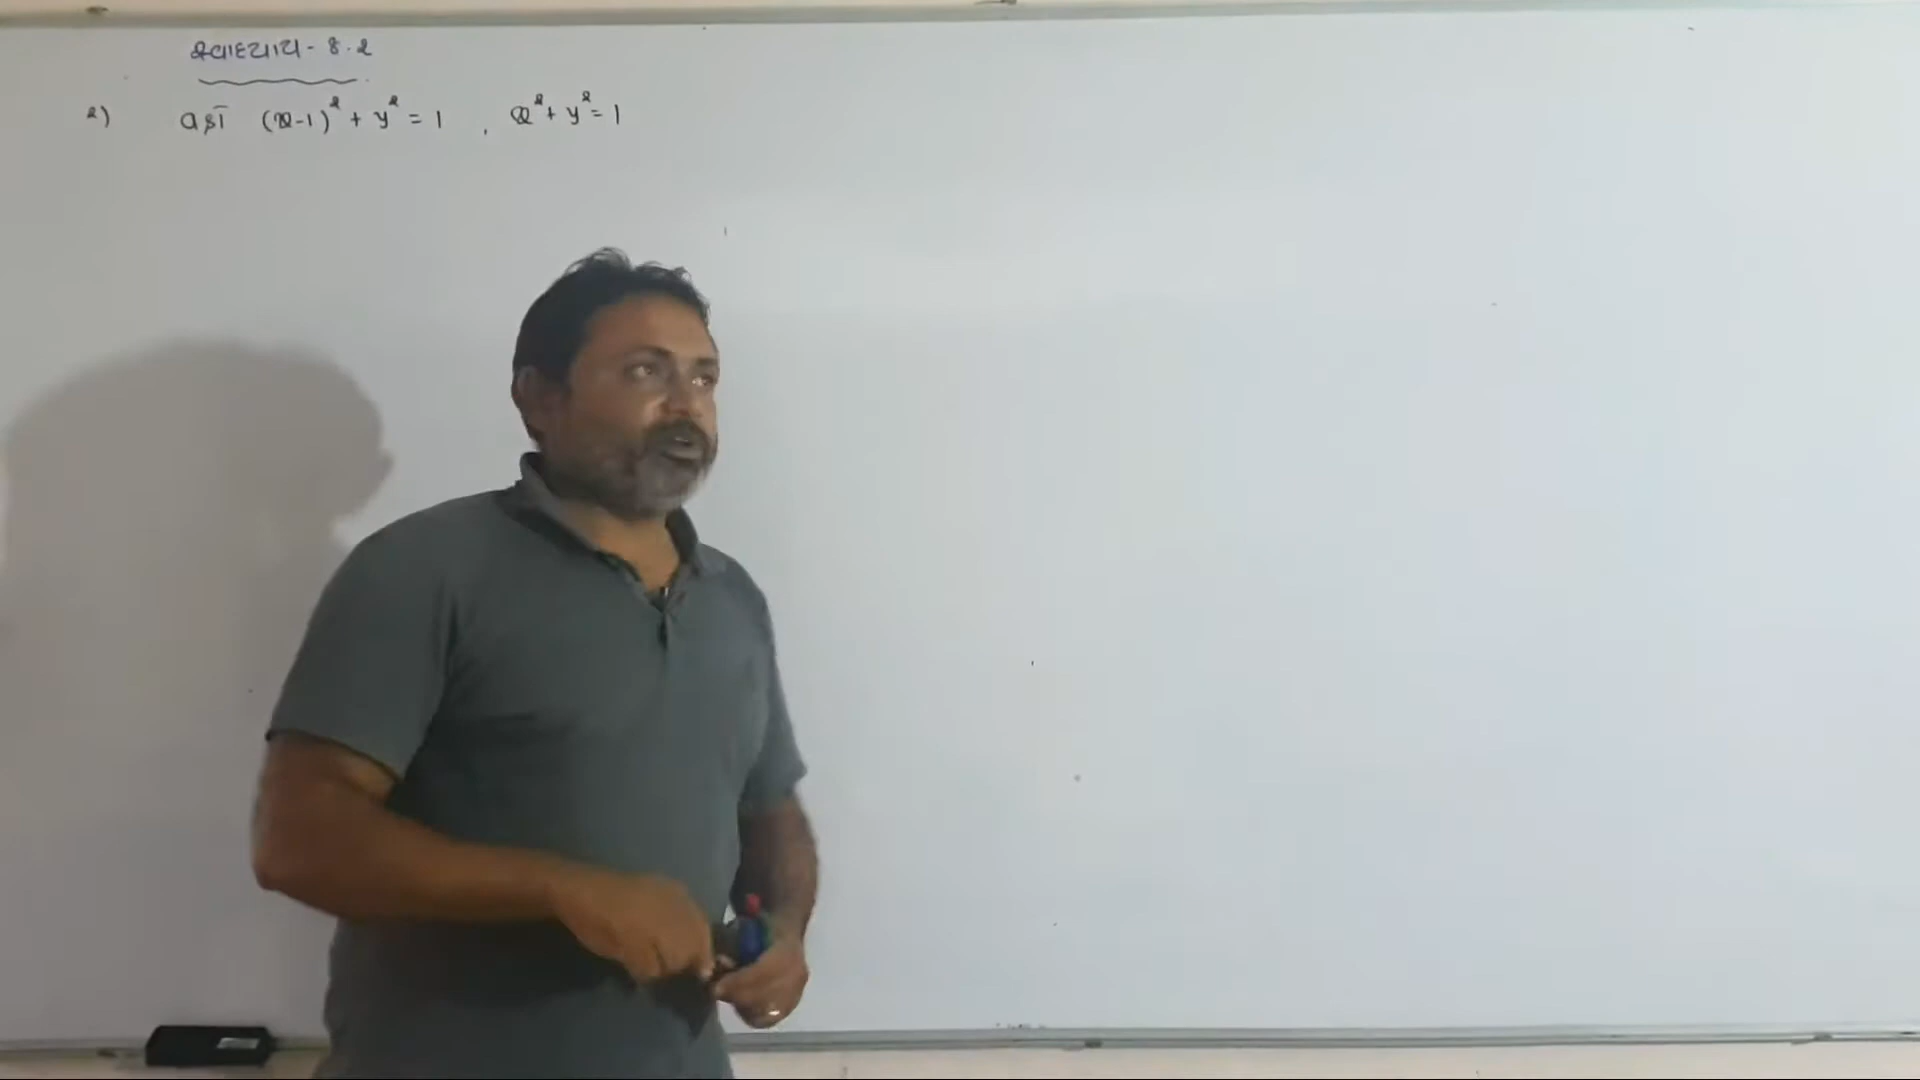 સ્વાધ્યાય - 8.2
2) વક્રો (x-1)² + y² = 1 , x² + y² = 1